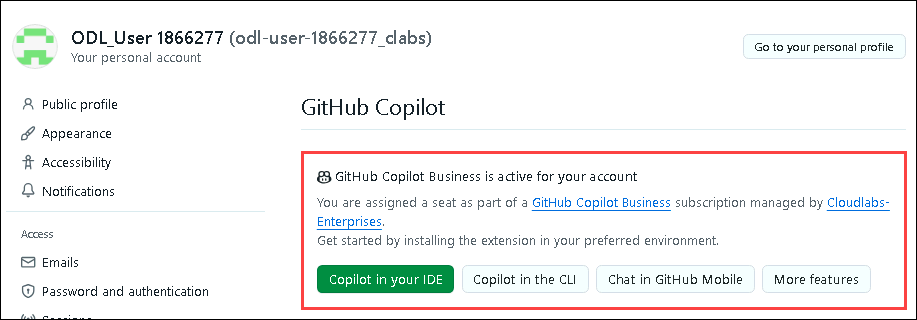 ODL_User 1866277 (odl-user-1866277_clabs)
Your personal account
Go to your personal profile
Public profile
Appearance
Accessibility
Notifications
Access
Emails
Password and authentication
Sessions
GitHub Copilot
GitHub Copilot Business is active for your account
You are assigned a seat as part of a GitHub Copilot Business subscription managed by Cloudlabs-
Enterprises.
Get started by installing the extension in your preferred environment.
Copilot in your IDE
Copilot in the CLI
Chat in GitHub Mobile
More features